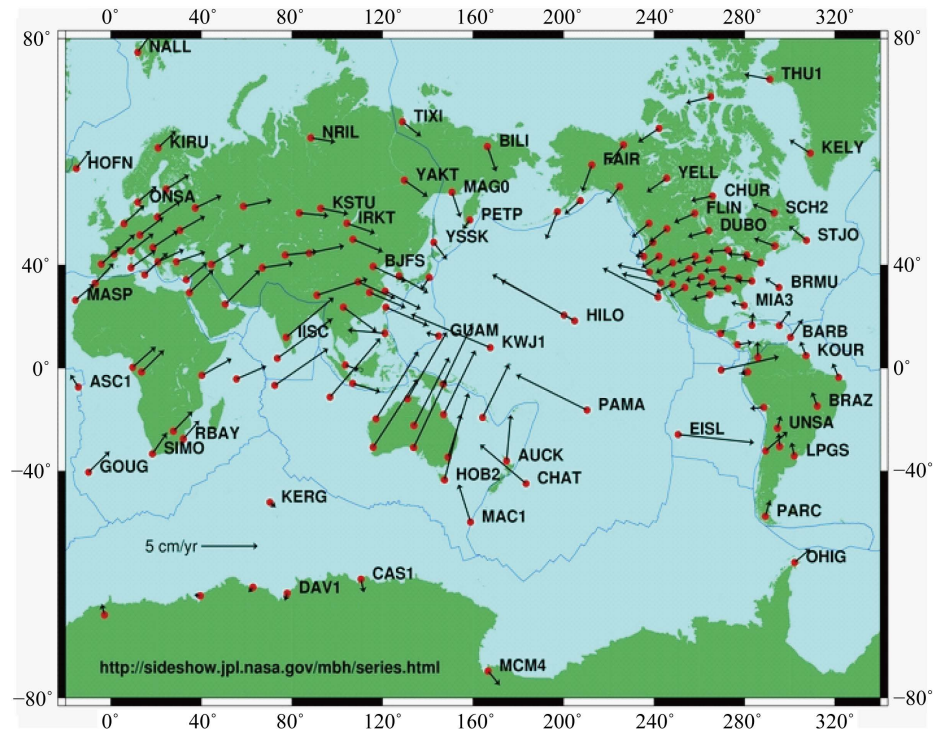 0° 40° 80° 120° 160° 200° 240° 280° 320°
80° 80°
NALL
THU1
TIXI
NRIL
BILI
KIRU
KELY
HOFN
FAIR
YAKT
YELL
MAG0
CHUR
ONSA
KSTU
FLIN
SCH2
IRKT
PETP
DUBO
STJO
YSSK
40° BJFS 40°
BRMU
MASP
MIA3
HILO
IISC
GUAM
BARB
KWJ1
KOUR
0° 0°
ASC1
BRAZ
PAMA
UNSA
EISL
RBAY
SIMO
LPGS
AUCK
GOUG
HOB2
CHAT
−40° −40°
KERG
PARC
MAC1
5 cm/yr
OHIG
CAS1
DAV1
http://sideshow.jpl.nasa.gov/mbh/series.html
MCM4
−80° −80°
0° 40° 80° 120° 160° 200° 240° 280° 320°